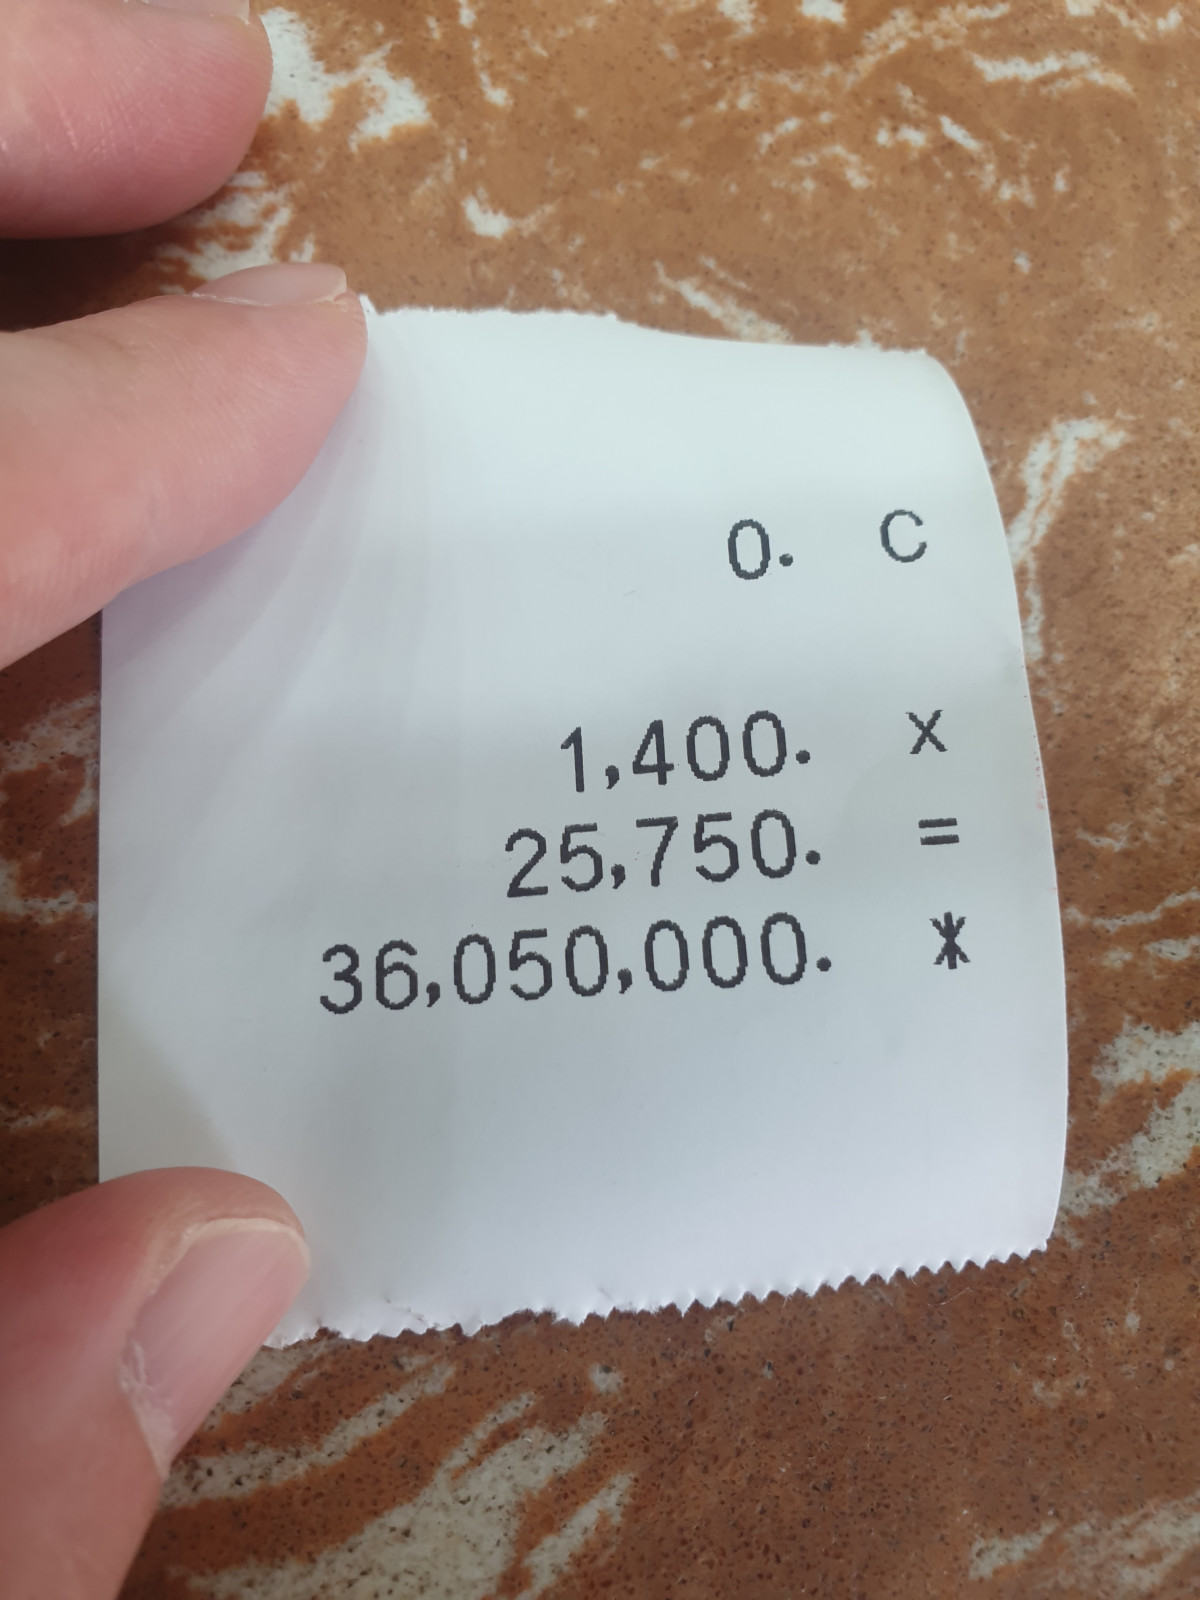 0. C
1,400. x
25,750. =
36,050,000. *